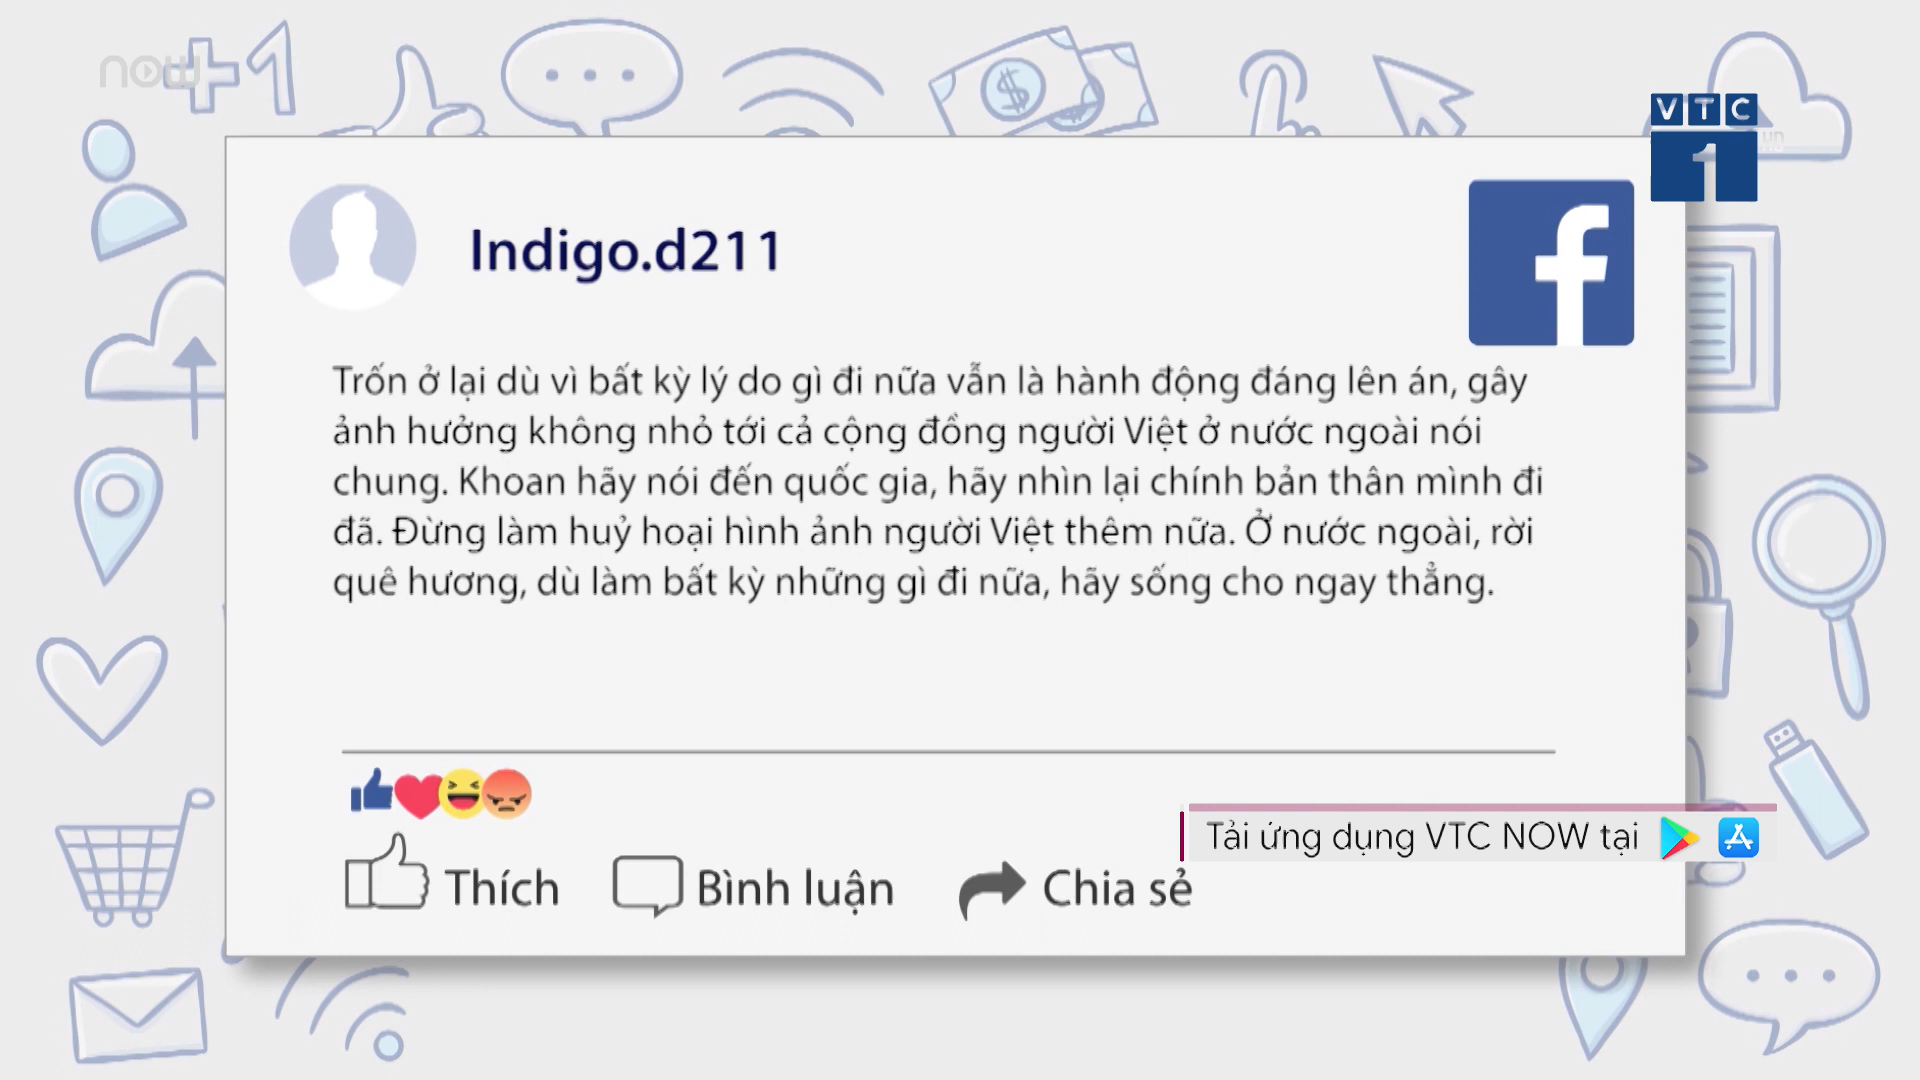 now
+1
VTC
1
HD
Indigo.d211
f
Trốn ở lại dù vì bất kỳ lý do gì đi nữa vẫn là hành động đáng lên án, gây
ảnh hưởng không nhỏ tới cả cộng đồng người Việt ở nước ngoài nói
chung. Khoan hãy nói đến quốc gia, hãy nhìn lại chính bản thân mình đi
đã. Đừng làm huỷ hoại hình ảnh người Việt thêm nữa. Ở nước ngoài, rời
quê hương, dù làm bất kỳ những gì đi nữa, hãy sống cho ngay thẳng.
Tải ứng dụng VTC NOW tại
Thích Bình luận Chia sẻ